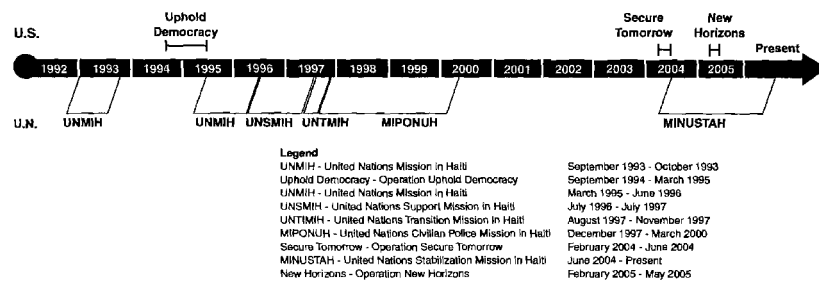 Uphold Secure New
U.S. Democracy Tomorrow Horizons
Present
1992 1993 1994 1995 1996 1997 1998 1999 2000 2001 2002 2003 2004 2005
U.N. UNMIH UNMIH UNSMIH UNTMIH MIPONUH MINUSTAH
Legend
UNMIH - United Nations Mission in Haiti September 1993 - October 1993
Uphold Democracy - Operation Uphold Democracy September 1994 - March 1995
UNMIH - United Nations Mission in Haiti March 1995 - June 1996
UNSMIH - United Nations Support Mission in Haiti July 1996 - July 1997
UNTIMIH - United Nations Transition Mission in Haiti August 1997 - November 1997
MIPONUH - United Nations Civilian Police Mission in Haiti December 1997 - March 2000
Secure Tomorrow - Operation Secure Tomorrow February 2004 - June 2004
MINUSTAH - United Nations Stabilization Mission in Haiti June 2004 - Present
New Horizons - Operation New Horizons February 2005 - May 2005